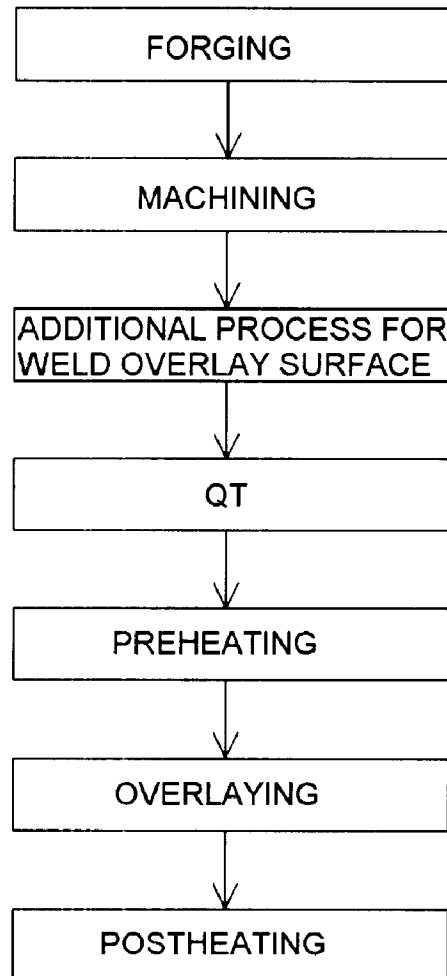 FORGING
MACHINING
ADDITIONAL PROCESS FOR
WELD OVERLAY SURFACE
QT
PREHEATING
OVERLAYING
POSTHEATING